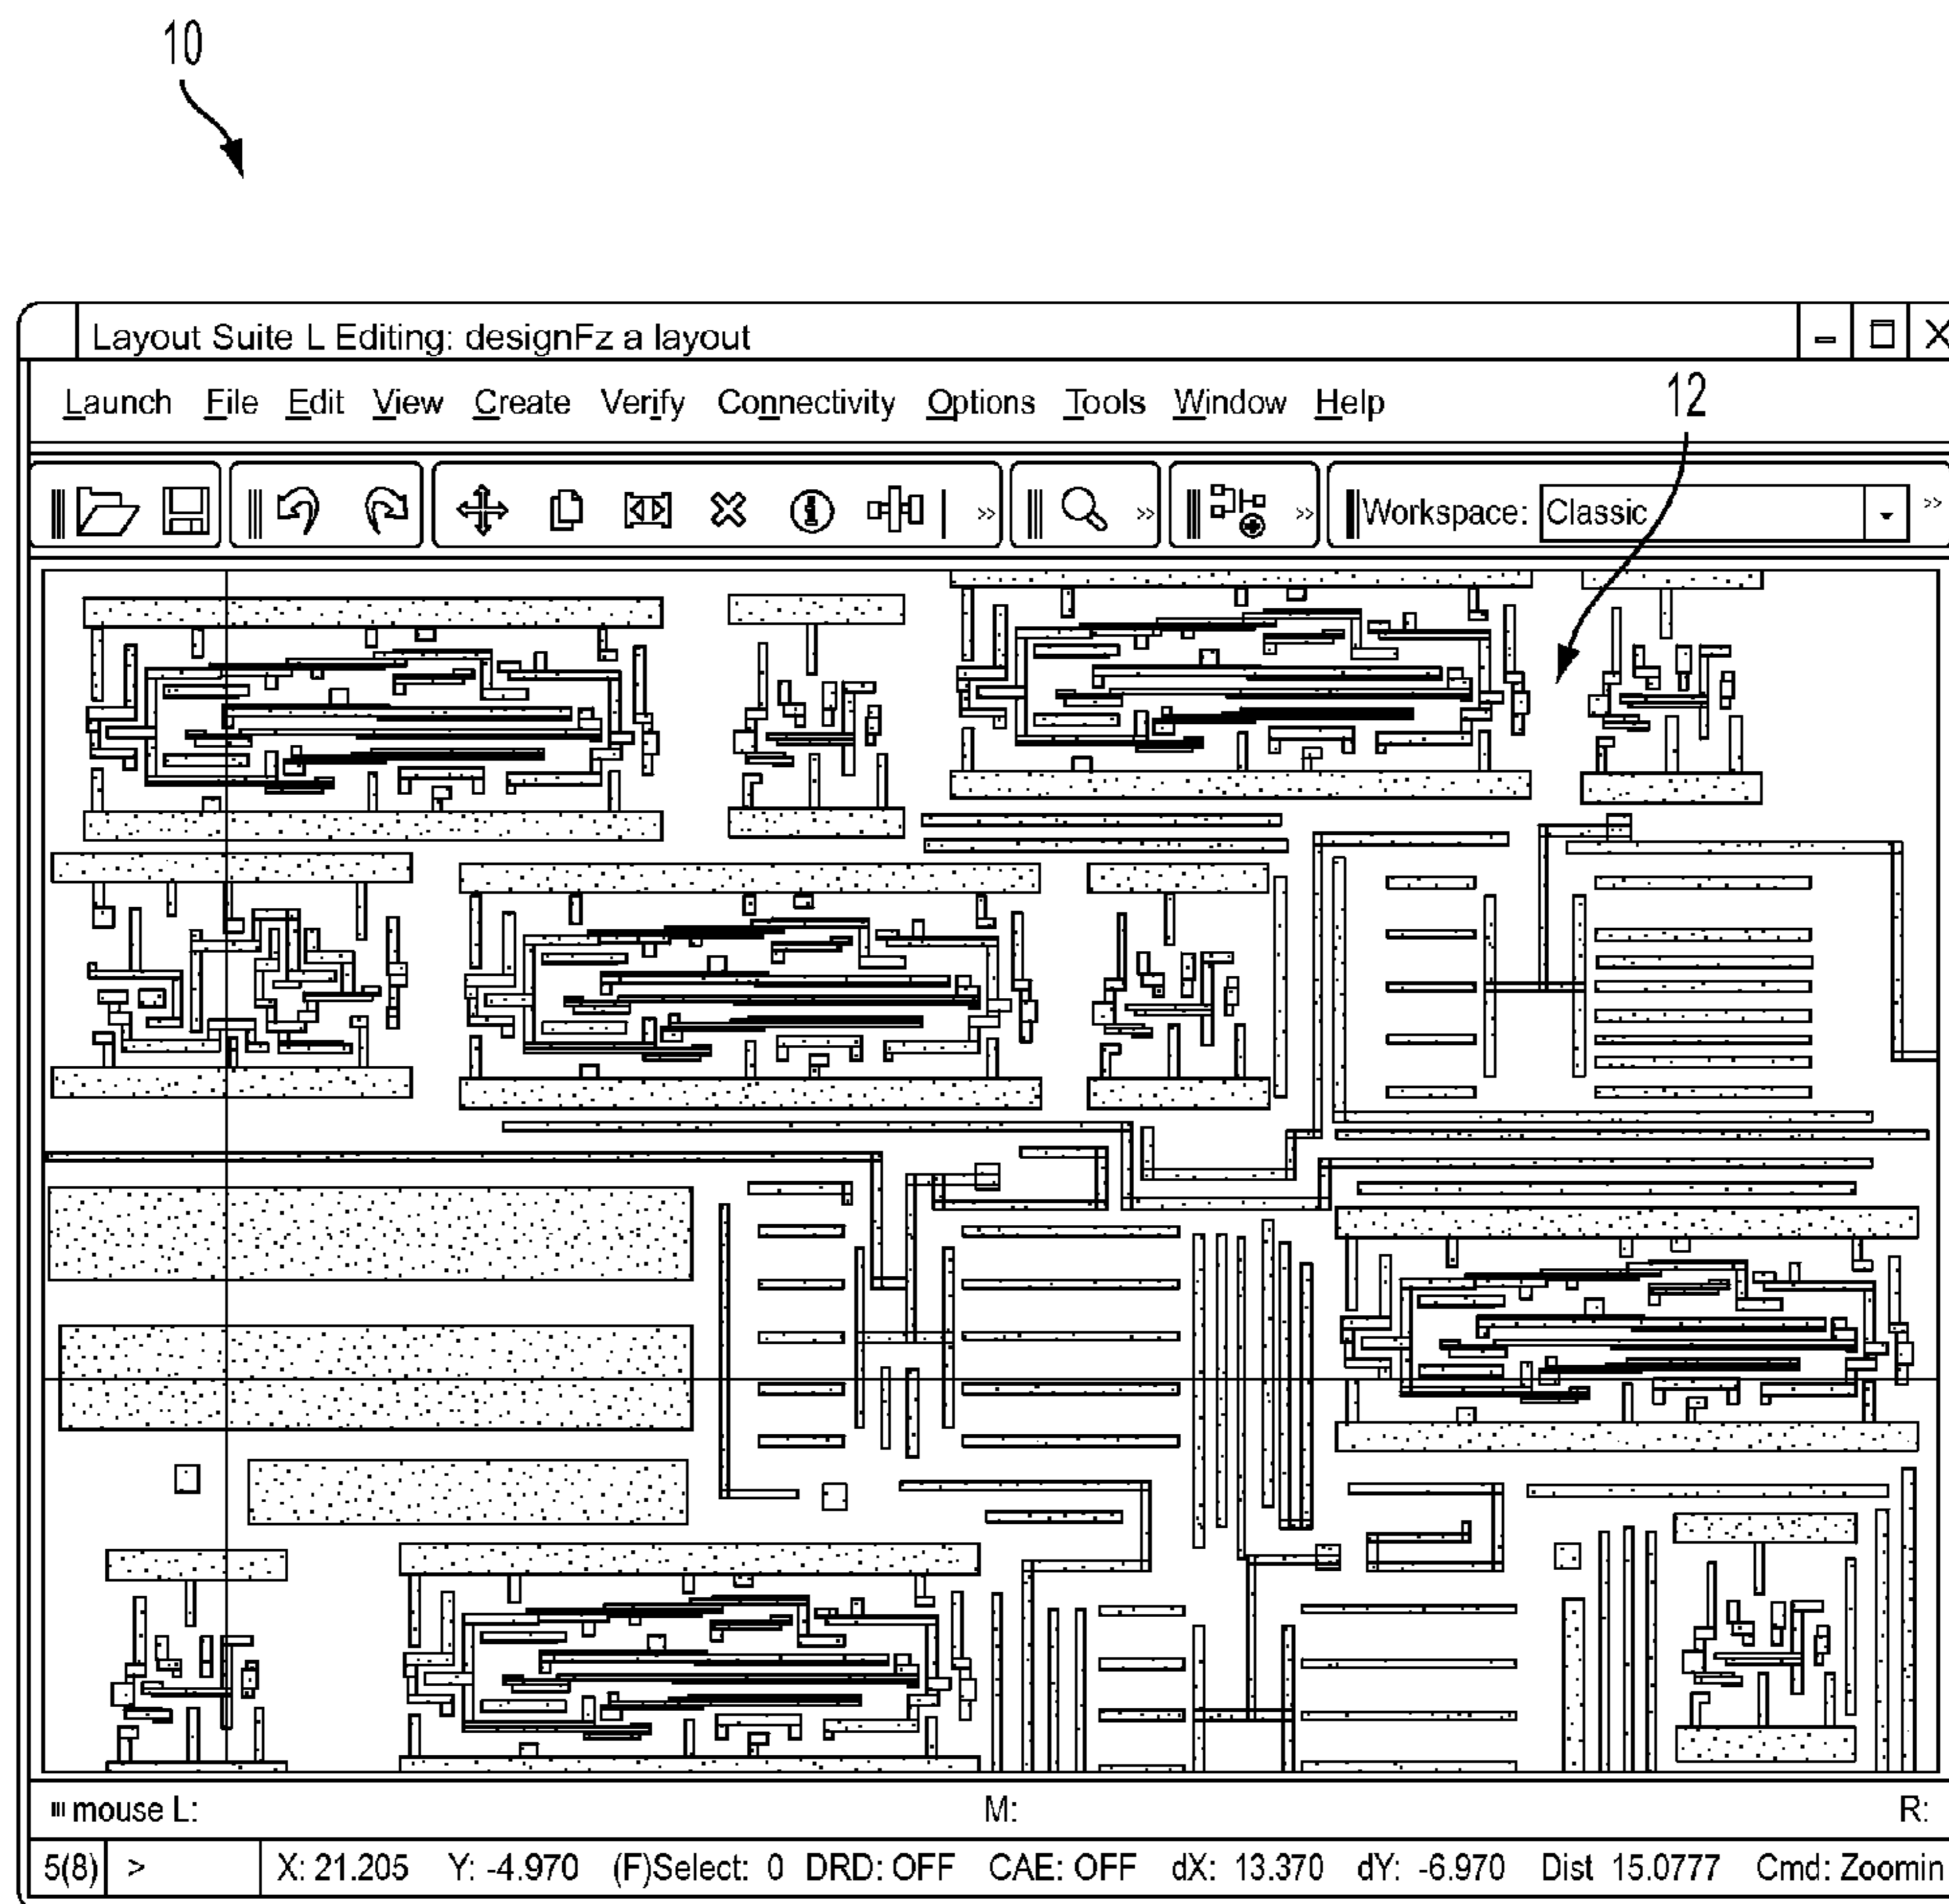 10
Layout Suite L Editing: designFz a layout
Launch File Edit View Create Verify Connectivity Options Tools Window Help
12
Workspace: Classic
mouse L: M: R:
5(8) > X: 21.205 Y: -4.970 (F)Select: 0 DRD: OFF CAE: OFF dX: 13.370 dY: -6.970 Dist 15.0777 Cmd: Zoomin